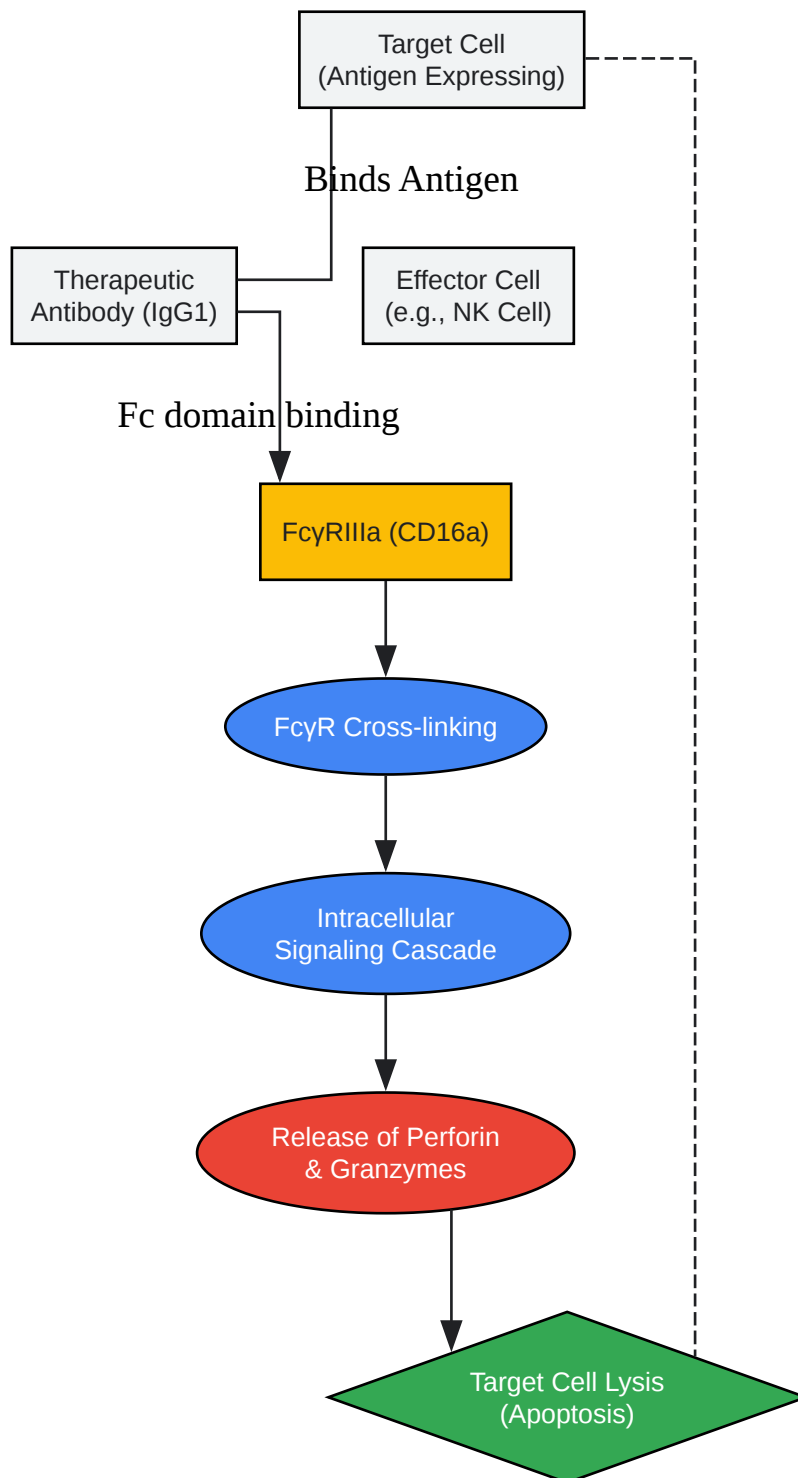 Target Cell
(Antigen Expressing)
Binds Antigen
Therapeutic
Antibody (IgG1)
Effector Cell
(e.g., NK Cell)
Fc domain binding
FcγRIIIa (CD16a)
FcγR Cross-linking
Intracellular
Signaling Cascade
Release of Perforin
& Granzymes
Target Cell Lysis
(Apoptosis)